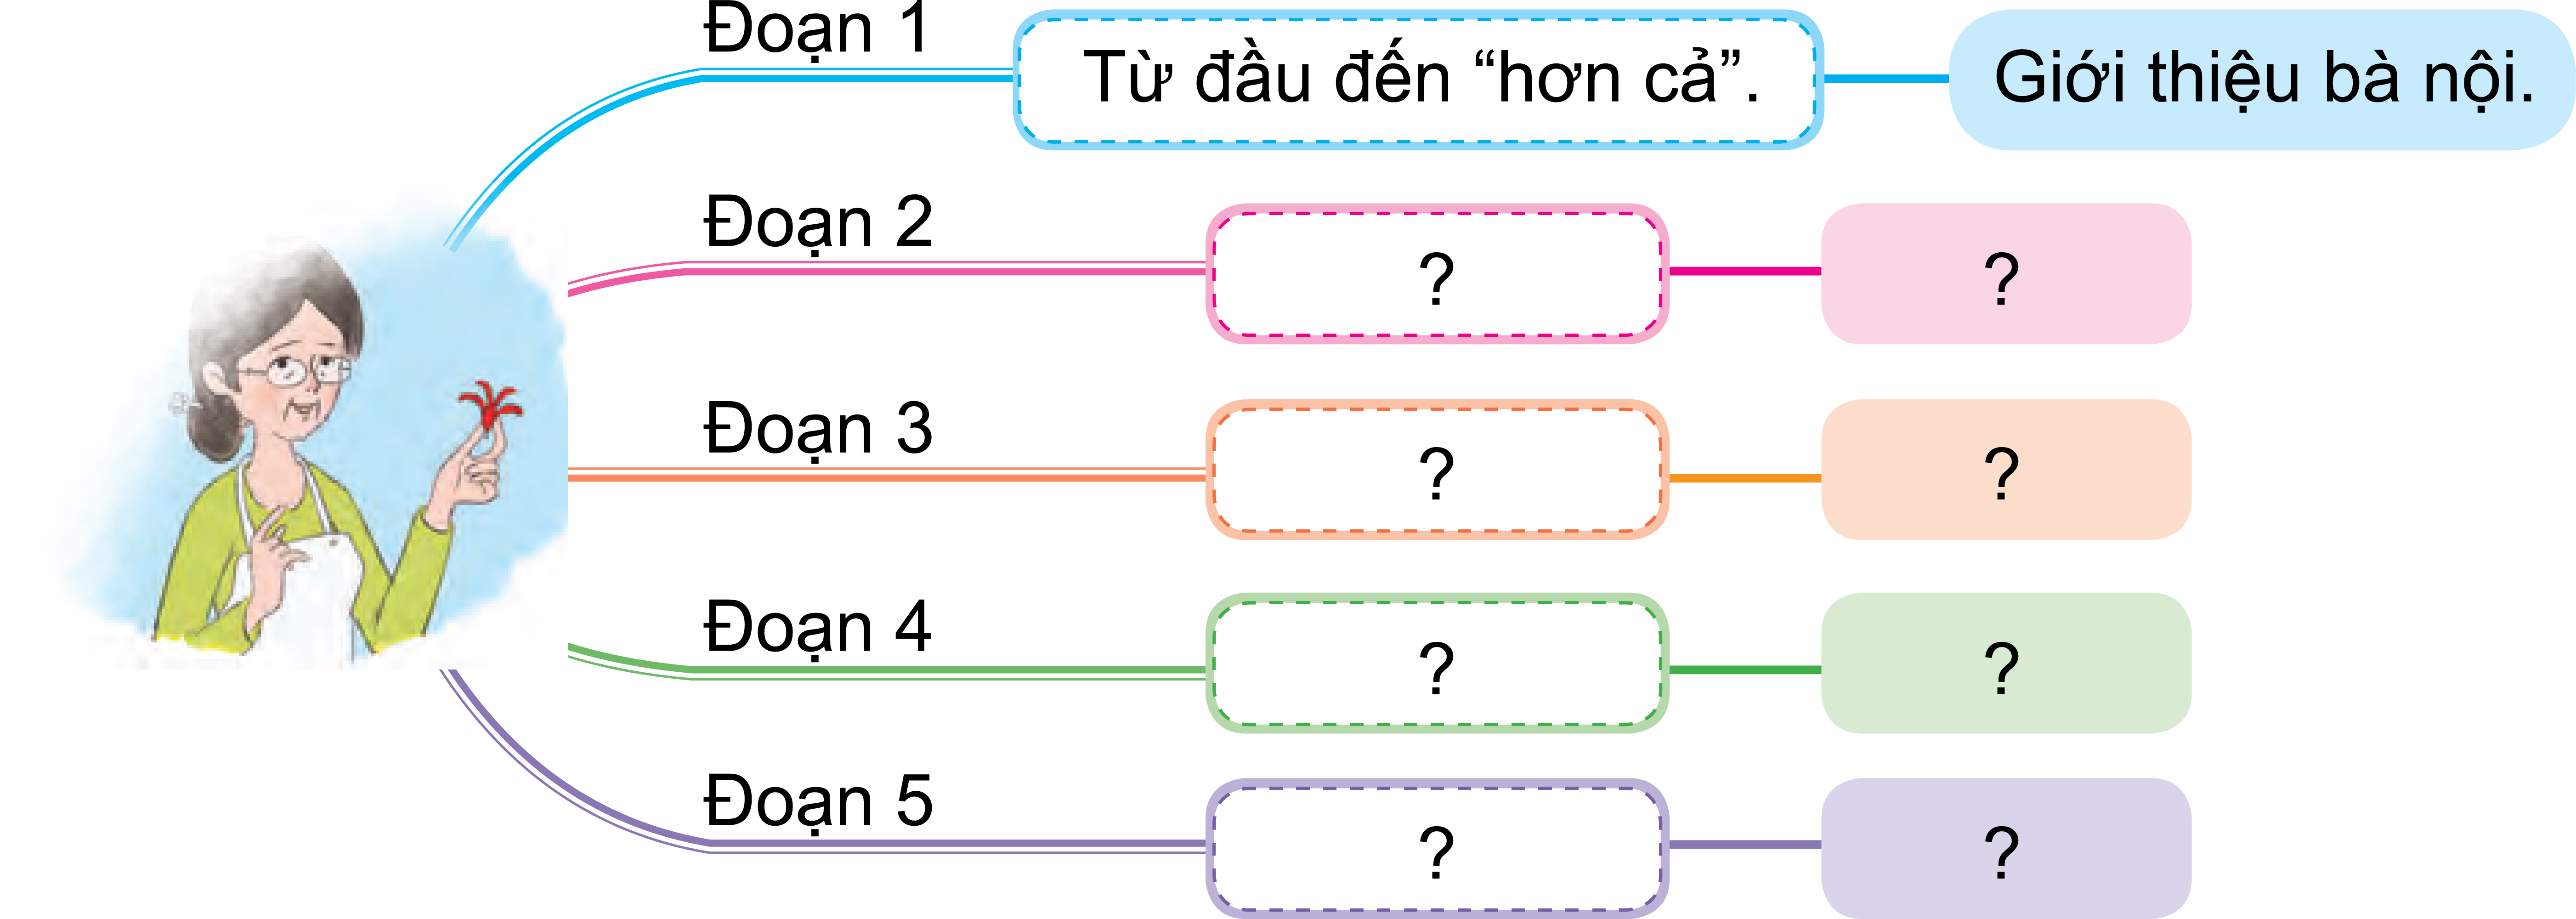 Đoạn 1
Từ đầu đến “hơn cả”.
Giới thiệu bà nội.
Đoạn 2
?
?
Đoạn 3
?
?
Đoạn 4
?
?
Đoạn 5
?
?